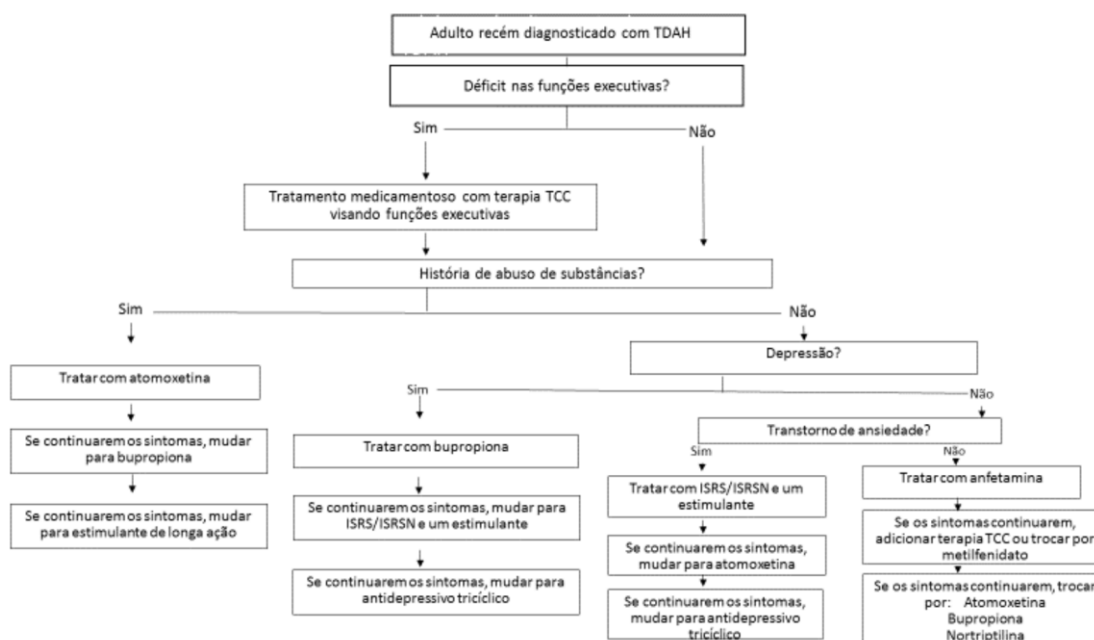 Adulto recém diagnosticado com TDAH
Déficit nas funções executivas?
Sim
Não
Tratamento medicamentoso com terapia TCC
visando funções executivas
História de abuso de substâncias?
Sim
Não
Depressão?
Tratar com atomoxetina
Sim
Não
Se continuarem os sintomas, mudar
para bupropiona
Tratar com bupropiona
Transtorno de ansiedade?
Sim
Não
Se continuarem os sintomas, mudar
para estimulante de longa ação
Se continuarem os sintomas, mudar para
ISRS/ISRSN e um estimulante
Tratar com ISRS/ISRSN e um
estimulante
Tratar com anfetamina
Se continuarem os sintomas, mudar para
antidepressivo tricíclico
Se continuarem os sintomas,
mudar para atomoxetina
Se os sintomas continuarem,
adicionar terapia TCC ou trocar por
metilfenidato
Se continuarem os sintomas,
mudar para antidepressivo
tricíclico
Se os sintomas continuarem, trocar
por: Atomoxetina
Bupropiona
Nortriptilina